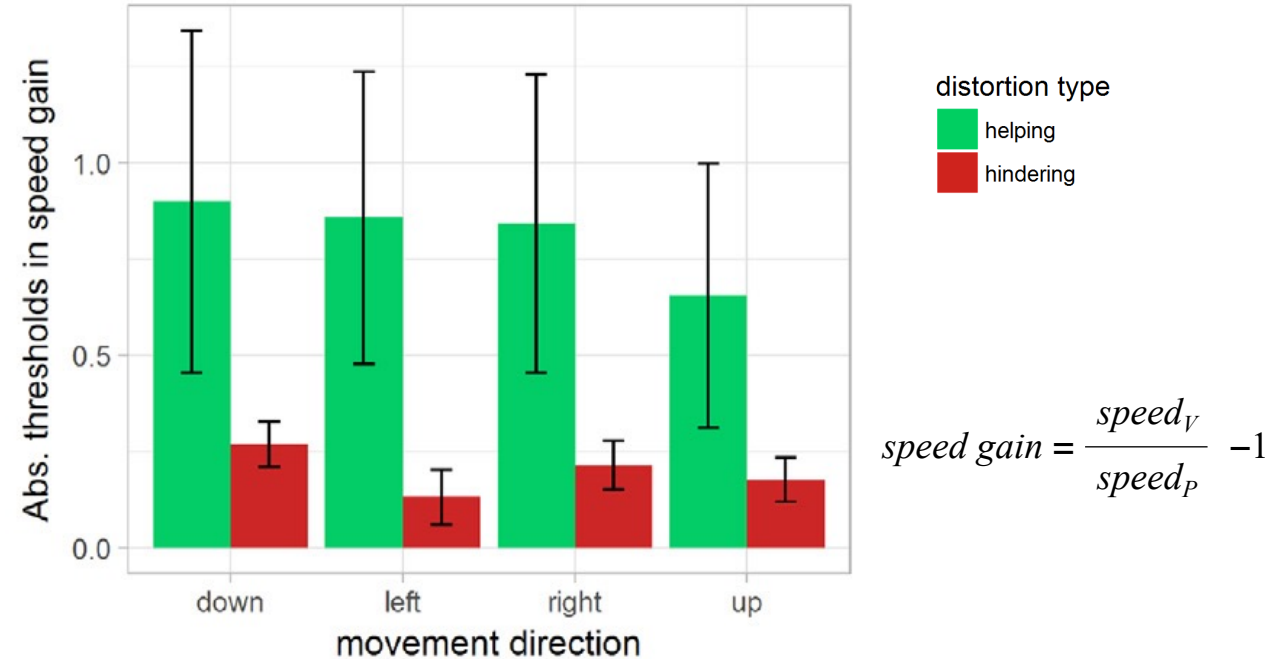 Abs. thresholds in speed gain
1.0
0.5
0.0
down left right up
movement direction
distortion type
helping
hindering
speed gain = speed_V / speed_P −1